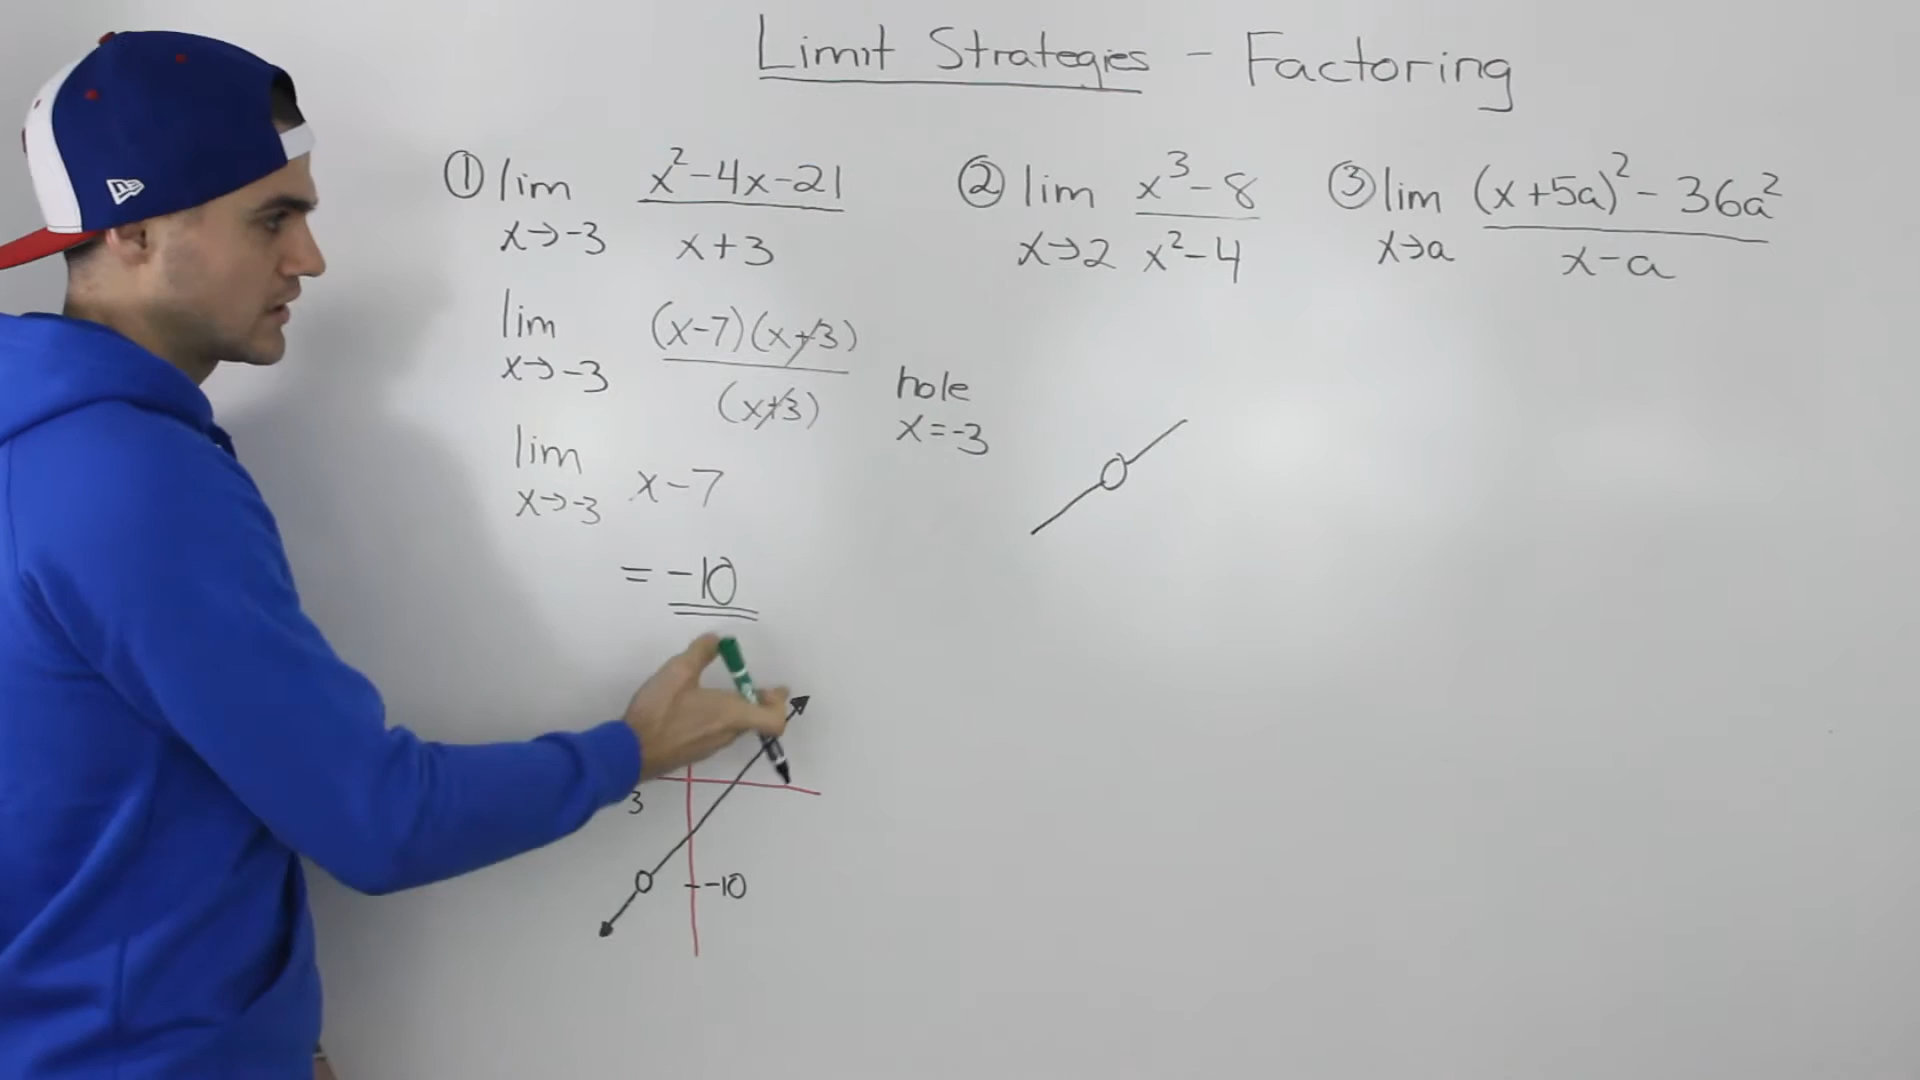 Limit Strategies - Factoring
① lim x→-3 x²-4x-21 / x+3
lim x→-3 (x-7)(x+3) / (x+3)
hole
x=-3
lim x→-3 x-7
= -10
3
-10
② lim x→2 x³-8 / x²-4
③ lim x→a (x+5a)²- 36a² / x-a